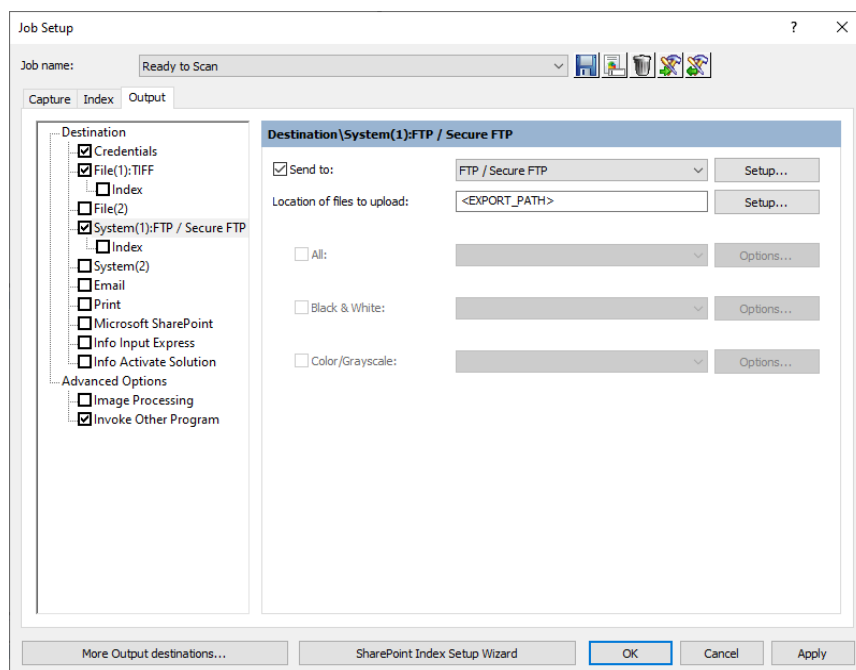 Job Setup
?
Job name:
Ready to Scan
Capture
Index
Output
Destination
Credentials
File(1):TIFF
Index
File(2)
System(1):FTP / Secure FTP
Index
System(2)
Email
Print
Microsoft SharePoint
Info Input Express
Info Activate Solution
Advanced Options
Image Processing
Invoke Other Program
Destination\System(1):FTP / Secure FTP
Send to:
FTP / Secure FTP
Setup...
Location of files to upload:
<EXPORT_PATH>
Setup...
All:
Options...
Black & White:
Options...
Color/Grayscale:
Options...
More Output destinations...
SharePoint Index Setup Wizard
OK
Cancel
Apply